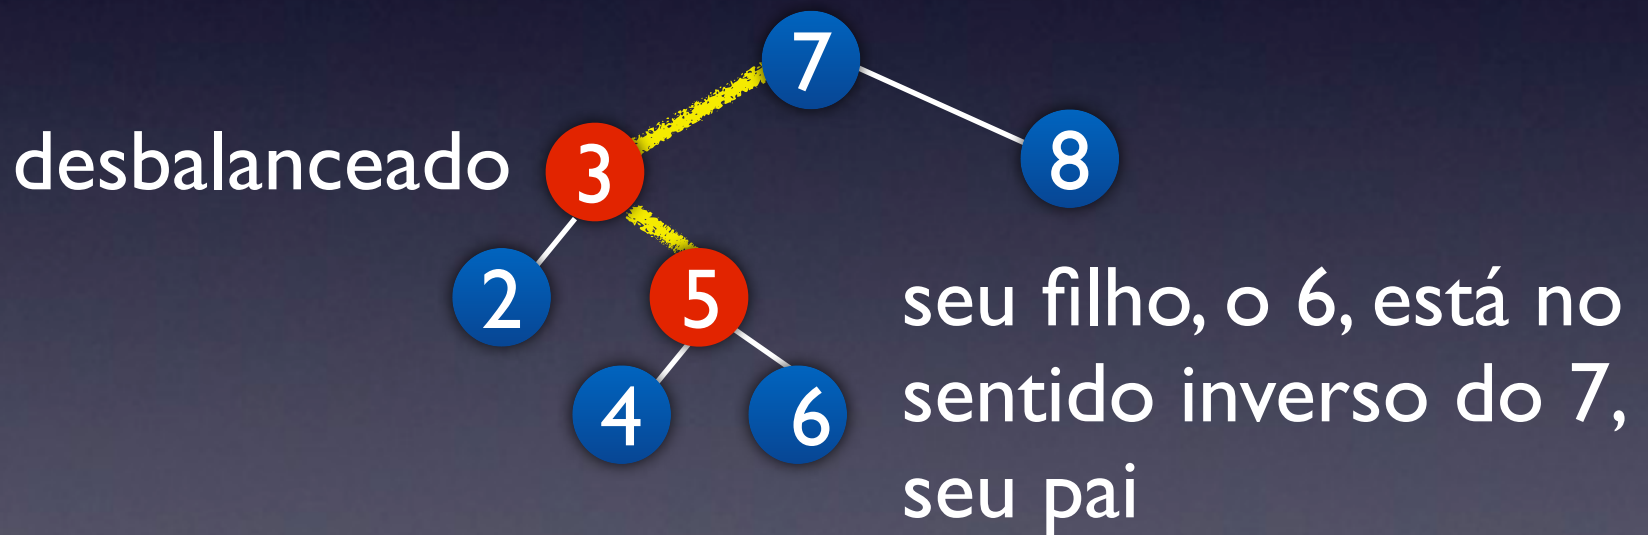 7
desbalanceado 3 8
2 5
seu filho, o 6, está no
4 6 sentido inverso do 7,
seu pai